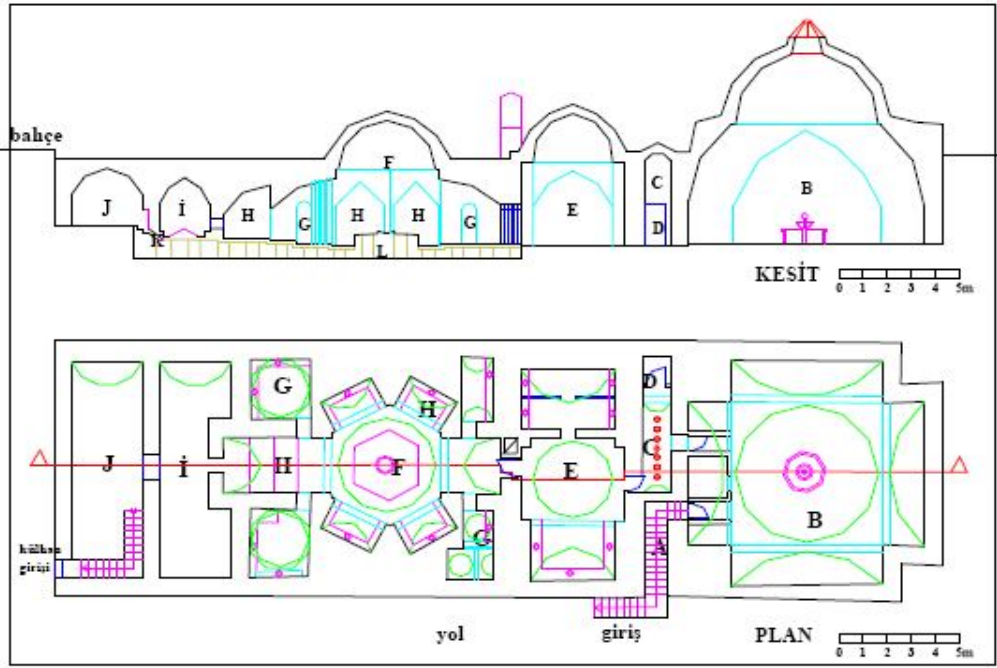 bahçe
F
C
B
J
İ
H
G
H
H
G
E
D
K
L
KESİT
0 1 2 3 4 5m
G
D
H
C
J
İ
H
F
E
B
G
A
külhan
girişi
yol
giriş
PLAN
0 1 2 3 4 5m